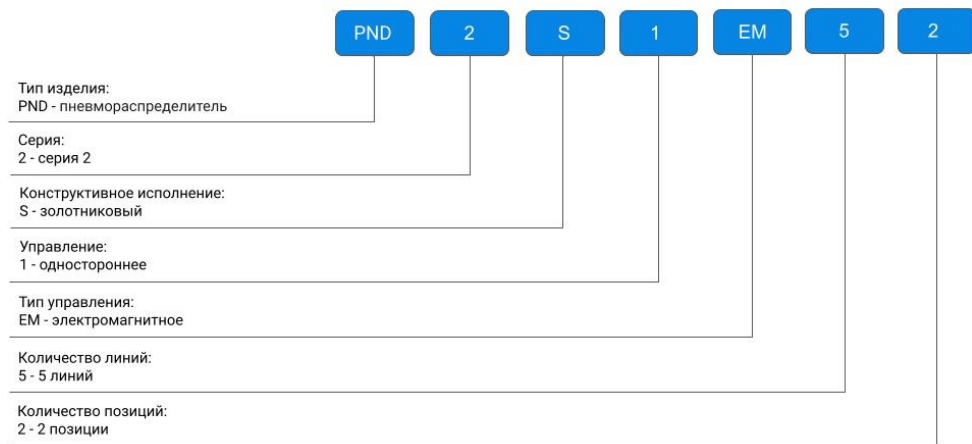 PND 2 S 1 EM 5 2
Тип изделия:
PND - пневмораспределитель
Серия:
2 - серия 2
Конструктивное исполнение:
S - золотниковый
Управление:
1 - одностороннее
Тип управления:
EM - электромагнитное
Количество линий:
5 - 5 линий
Количество позиций:
2 - 2 позиции